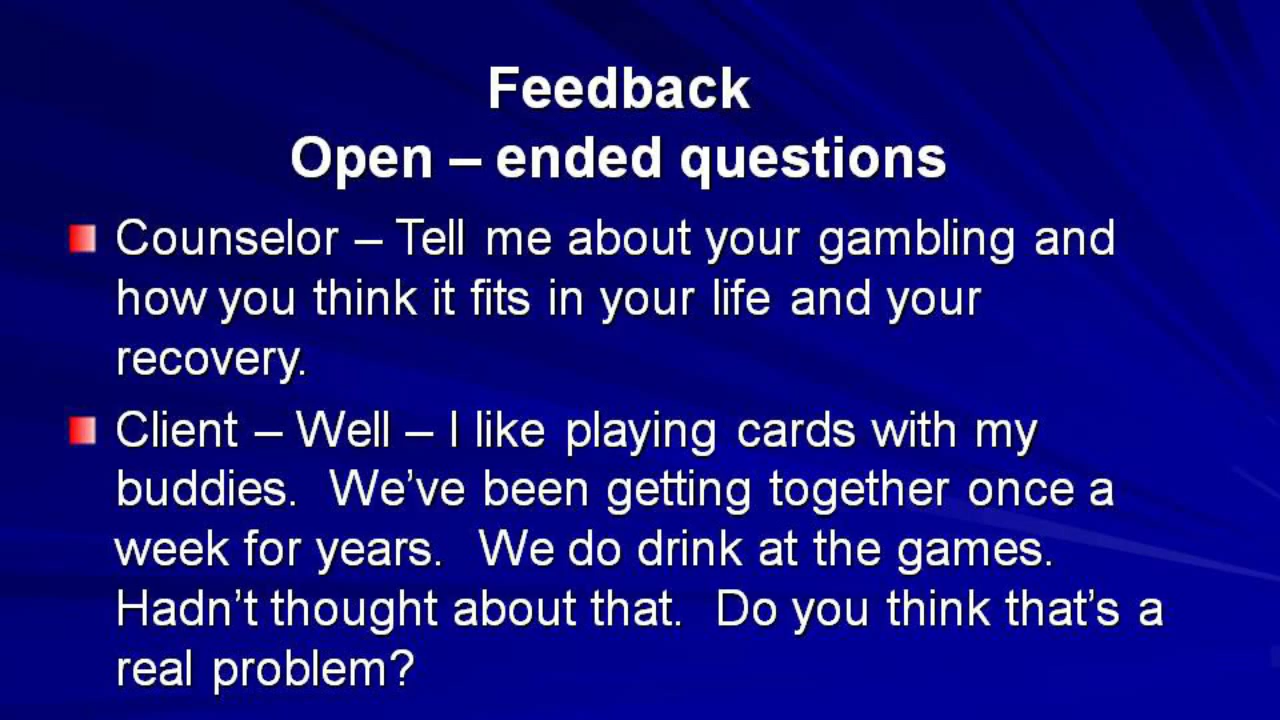 Feedback
Open – ended questions
Counselor – Tell me about your gambling and
how you think it fits in your life and your
recovery.
Client – Well – I like playing cards with my
buddies.  We've been getting together once a
week for years.  We do drink at the games.
Hadn't thought about that.  Do you think that's a
real problem?